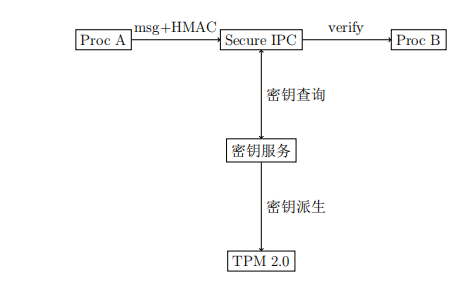 msg+HMAC
verify
Proc A
Secure IPC
Proc B
密钥查询
密钥服务
密钥派生
TPM 2.0